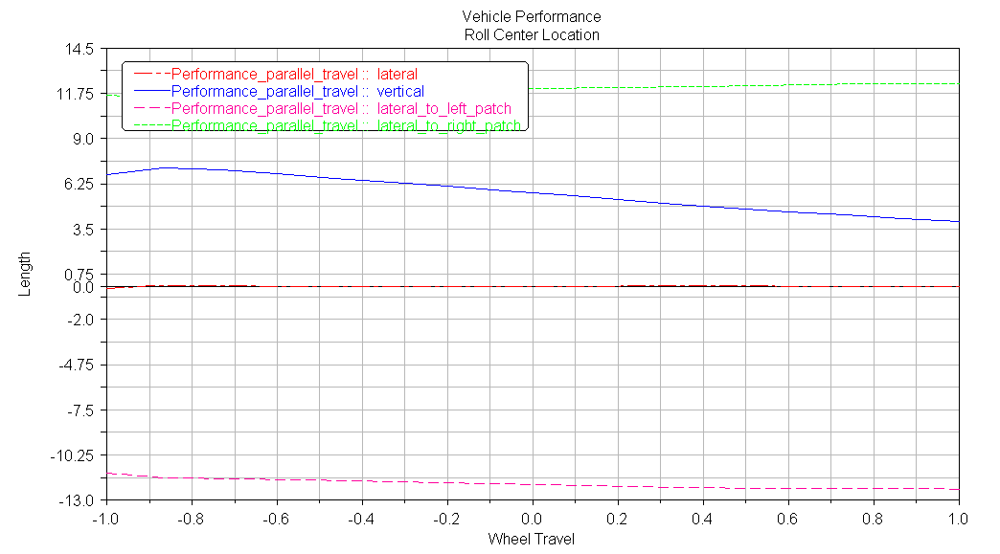 Vehicle Performance
Roll Center Location
14.5
11.75
9.0
6.25
3.5
0.75
0.0
-2.0
-4.75
-7.5
-10.25
-13.0
Length
Performance_parallel_travel :: lateral
Performance_parallel_travel :: vertical
Performance_parallel_travel :: lateral_to_left_patch
Performance_parallel_travel :: lateral_to_right_patch
-1.0 -0.8 -0.6 -0.4 -0.2 0.0 0.2 0.4 0.6 0.8 1.0
Wheel Travel